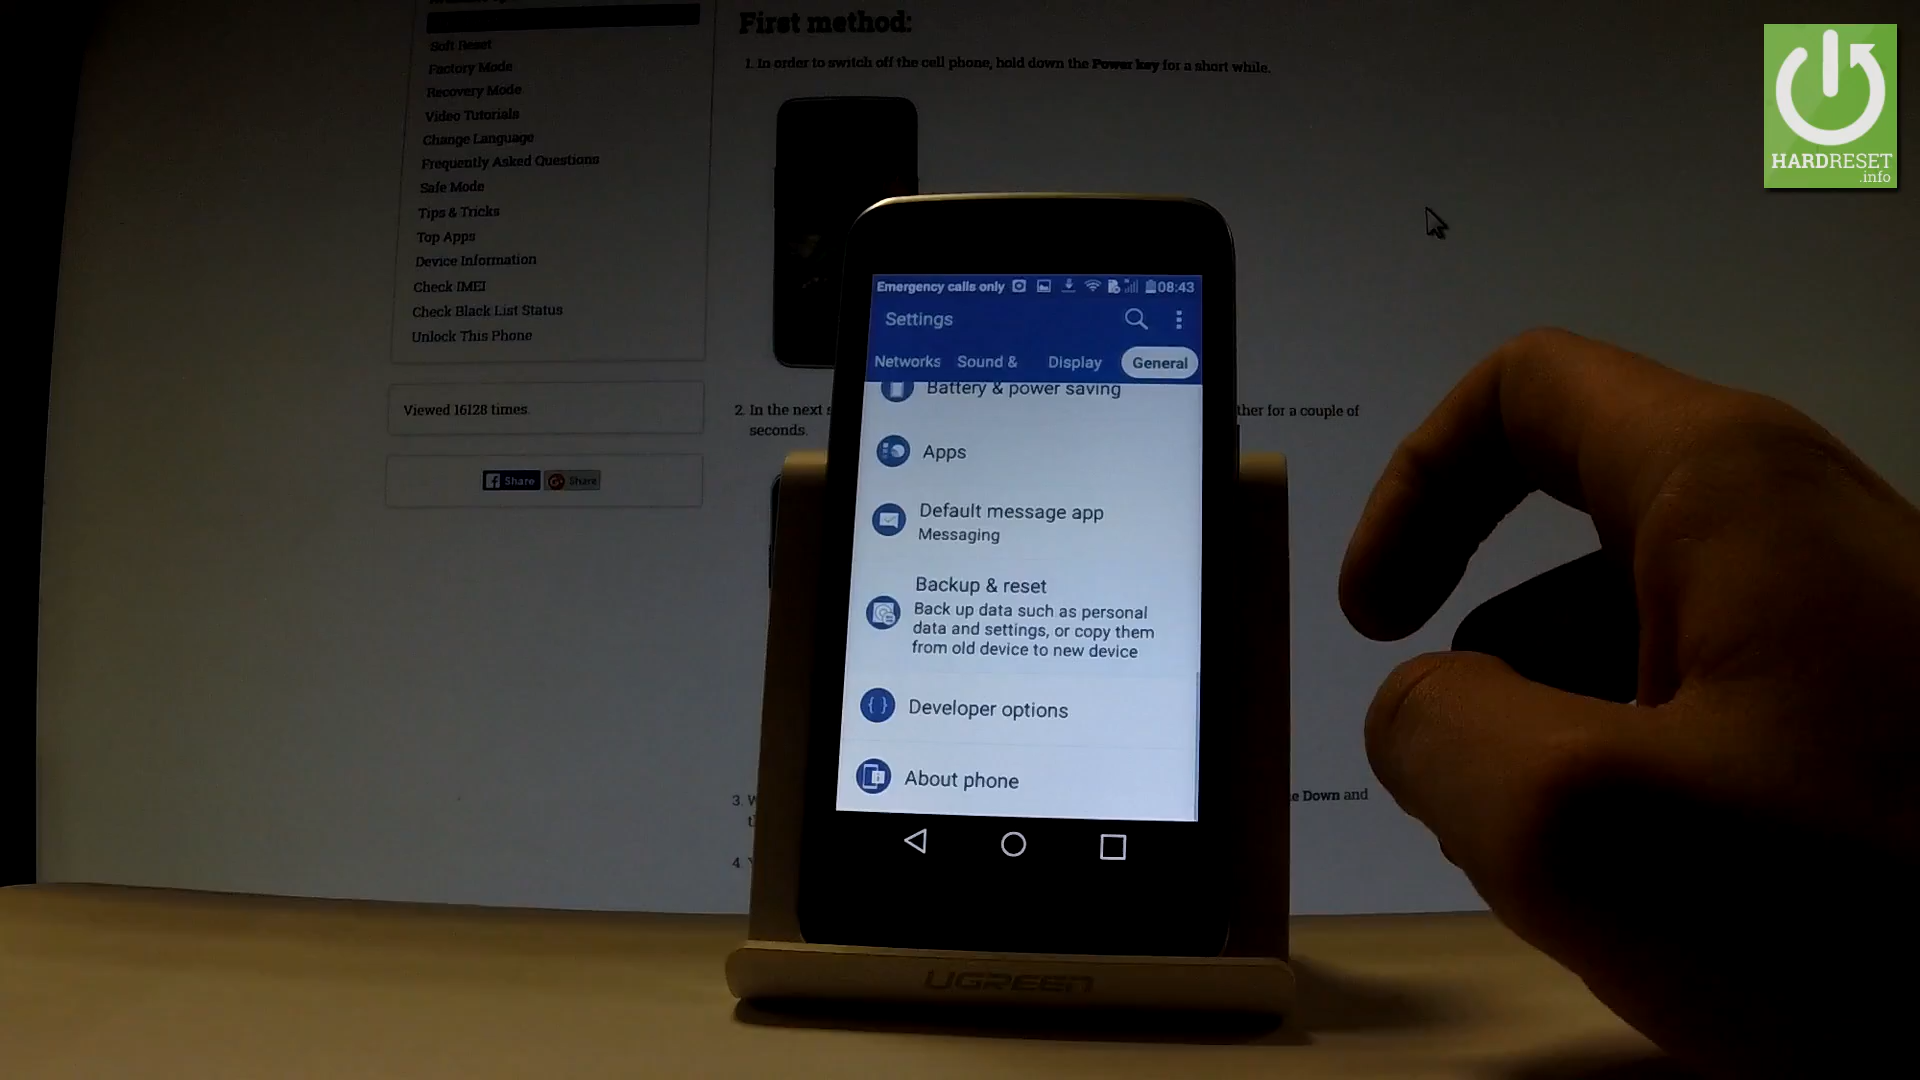 First method:
1. In order to switch off the cell phone, hold down the Power key for a short while.
Soft Reset
Factory Mode
Recovery Mode
Video Tutorials
Change Language
Frequently Asked Questions
Safe Mode
Tips & Tricks
Top Apps
Device Information
Check IMEI
Check Black List Status
Unlock This Phone
Viewed 16128 times.
Share
Share
2. In the next
ther for a couple of
seconds.
3.
e Down and
4.
HARDRESET
.info
Emergency calls only
08:43
Settings
Networks
Sound &
Display
General
Battery & power saving
Apps
Default message app
Messaging
Backup & reset
Back up data such as personal
data and settings, or copy them
from old device to new device
Developer options
About phone
UGREEN